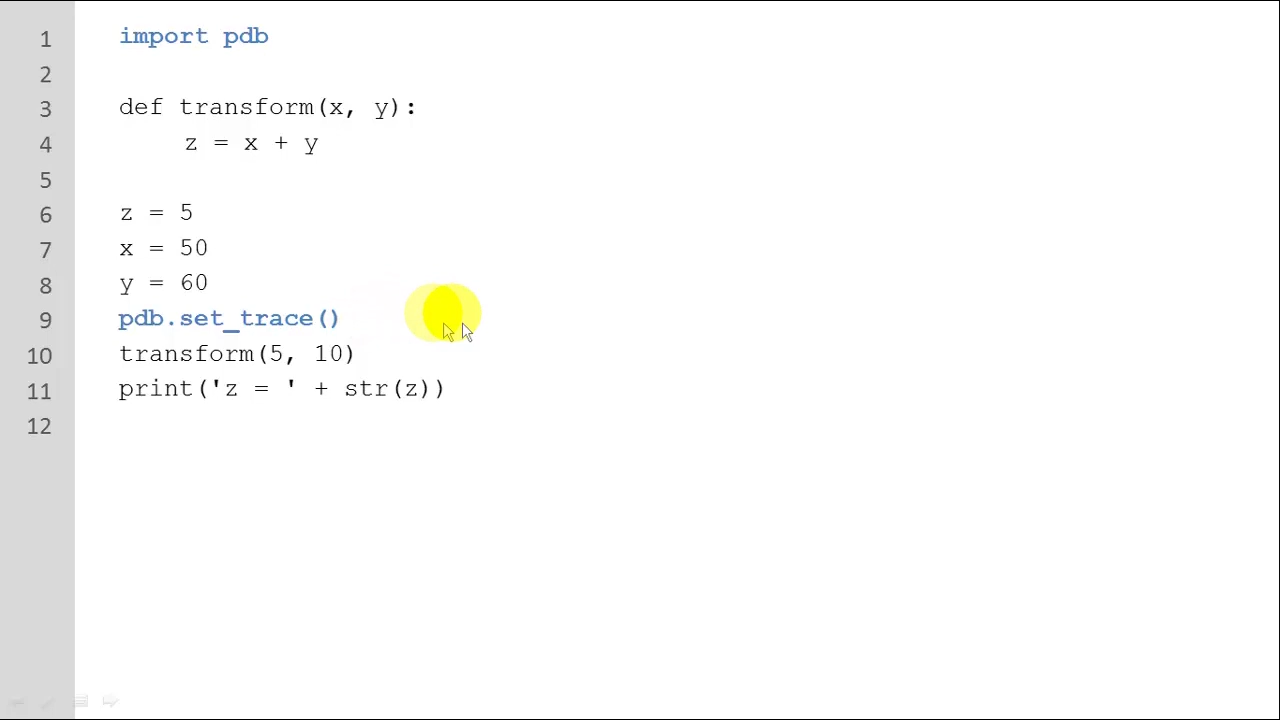 1 import pdb
2
3 def transform(x, y):
4     z = x + y
5
6 z = 5
7 x = 50
8 y = 60
9 pdb.set_trace()
10 transform(5, 10)
11 print('z = ' + str(z))
12